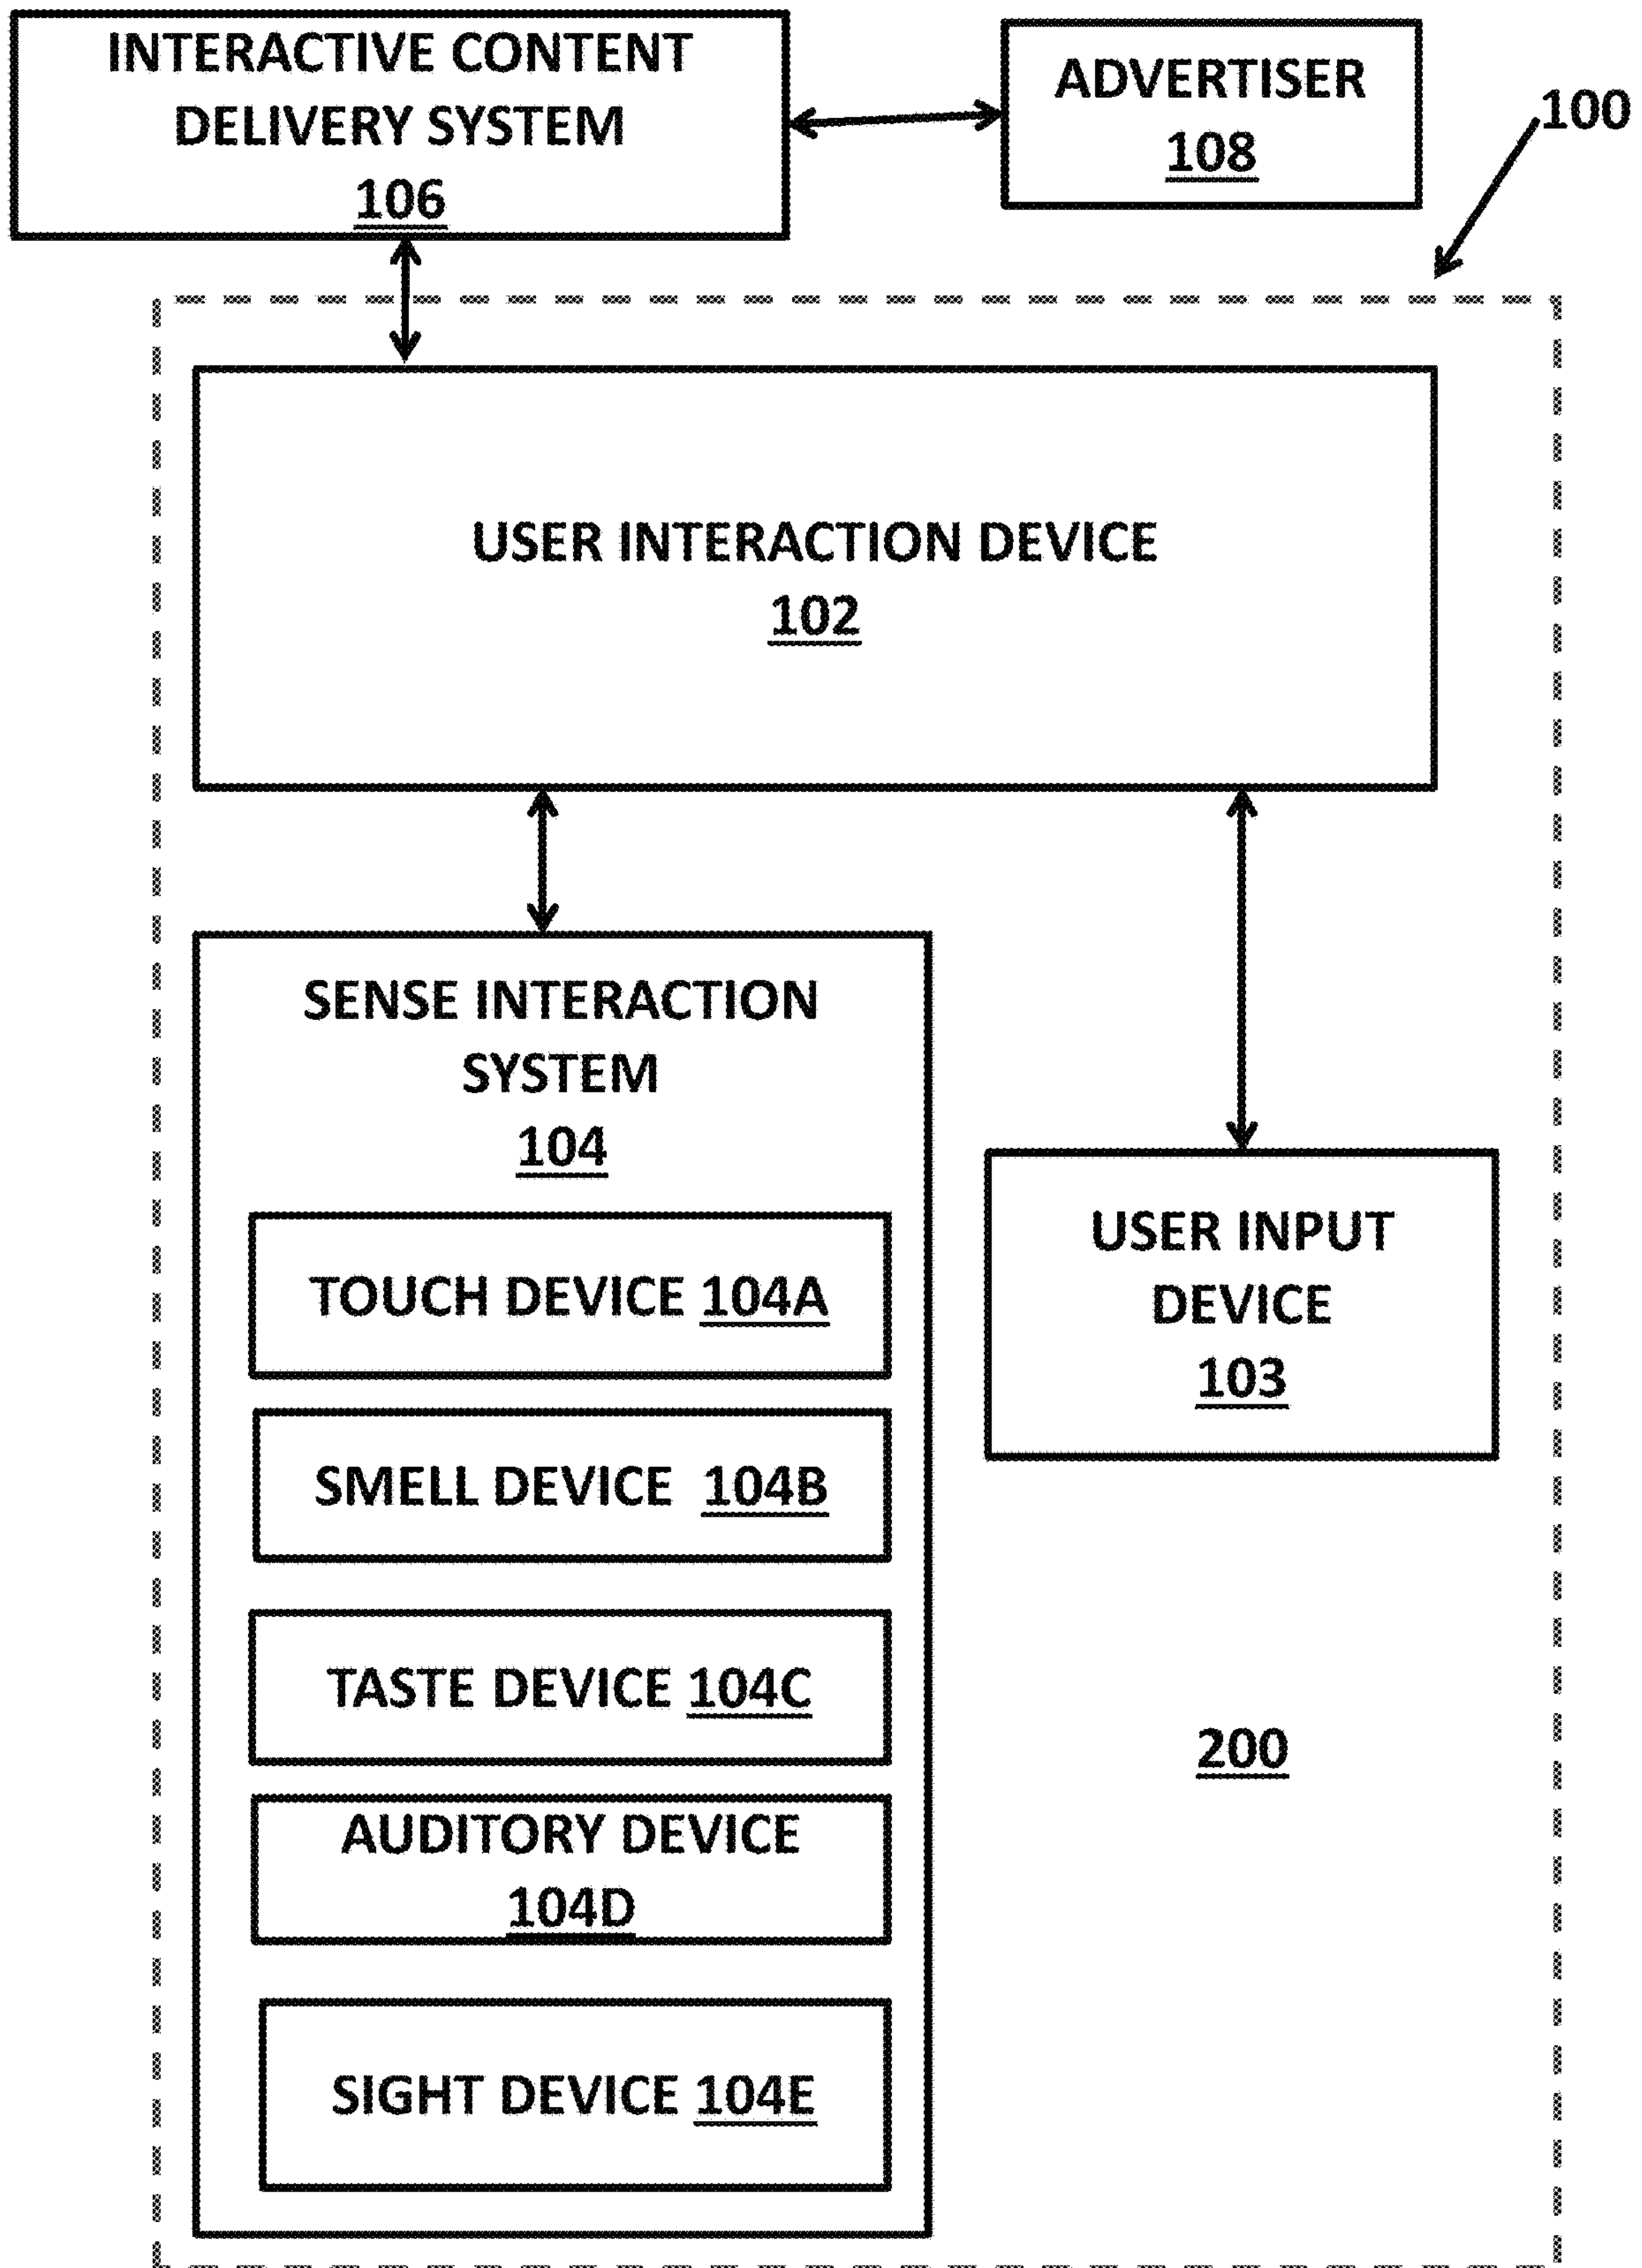 INTERACTIVE CONTENT
DELIVERY SYSTEM
106
ADVERTISER
108
100
USER INTERACTION DEVICE
102
SENSE INTERACTION
SYSTEM
104
TOUCH DEVICE 104A
SMELL DEVICE 104B
TASTE DEVICE 104C
AUDITORY DEVICE
104D
SIGHT DEVICE 104E
USER INPUT
DEVICE
103
200